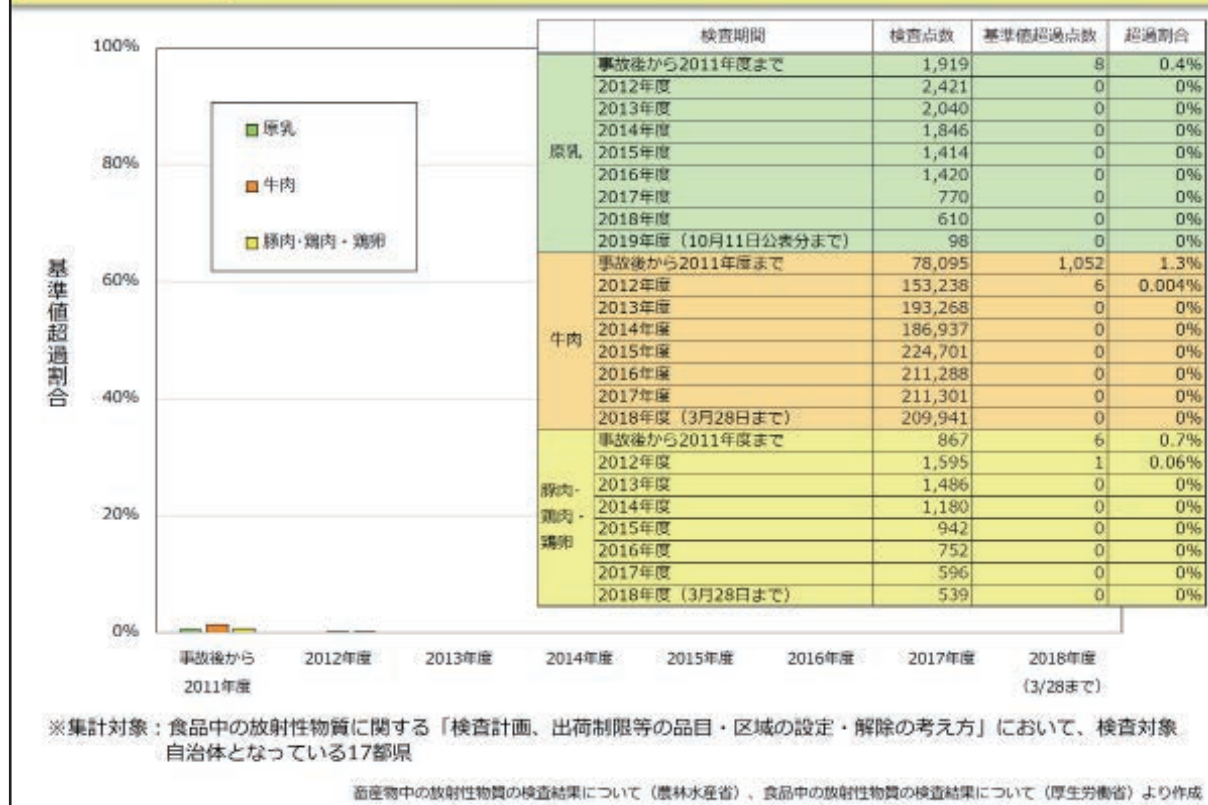 検査期間 検査点数 基準値超過点数 超過割合
原乳
事故後から2011年度まで 1,919 8 0.4%
2012年度 2,421 0 0%
2013年度 2,040 0 0%
2014年度 1,846 0 0%
2015年度 1,414 0 0%
2016年度 1,420 0 0%
2017年度 770 0 0%
2018年度 610 0 0%
2019年度（10月11日公表分まで） 98 0 0%
牛肉
事故後から2011年度まで 78,095 1,052 1.3%
2012年度 153,238 6 0.004%
2013年度 193,268 0 0%
2014年度 186,937 0 0%
2015年度 224,701 0 0%
2016年度 211,288 0 0%
2017年度 211,301 0 0%
2018年度（3月28日まで） 209,941 0 0%
豚肉・
鶏肉・
鶏卵
事故後から2011年度まで 867 6 0.7%
2012年度 1,595 1 0.06%
2013年度 1,486 0 0%
2014年度 1,180 0 0%
2015年度 942 0 0%
2016年度 752 0 0%
2017年度 596 0 0%
2018年度（3月28日まで） 539 0 0%
基準値超過割合
100%
80%
60%
40%
20%
0%
原乳
牛肉
豚肉・鶏肉・鶏卵
事故後から 2012年度 2013年度 2014年度 2015年度 2016年度 2017年度 2018年度
2011年度 （3/28まで）
※集計対象：食品中の放射性物質に関する「検査計画、出荷制限等の品目・区域の設定・解除の考え方」において、検査対象
自治体となっている17都県
畜産物中の放射性物質の検査結果について（農林水産省）、食品中の放射性物質の検査結果について（厚生労働省）より作成